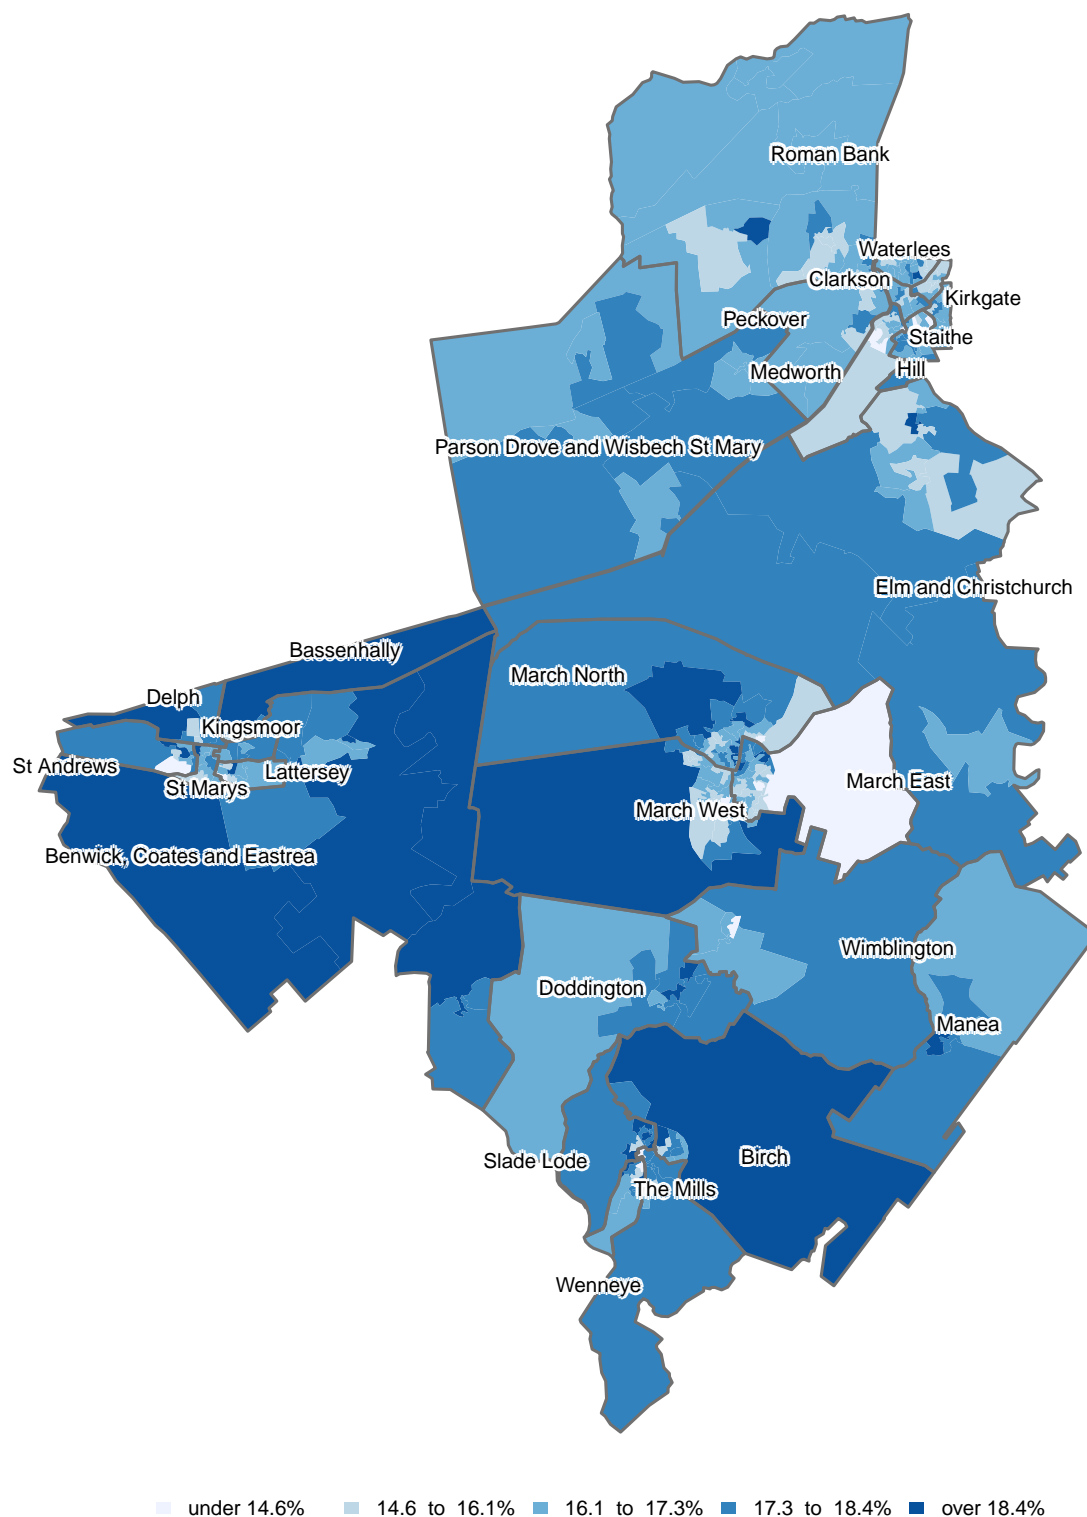 Roman Bank
Waterlees
Clarkson
Kirkgate
Peckover
Staithe
Medworth
Hill
Parson Drove and Wisbech St Mary
Elm and Christchurch
Bassenhally
March North
Delph
Kingsmoor
St Andrews
Lattersey
March East
St Marys
March West
Benwick, Coates and Eastrea
Wimblington
Doddington
Manea
Slade Lode
Birch
The Mills
Wenneye
under 14.6% 14.6 to 16.1% 16.1 to 17.3% 17.3 to 18.4% over 18.4%